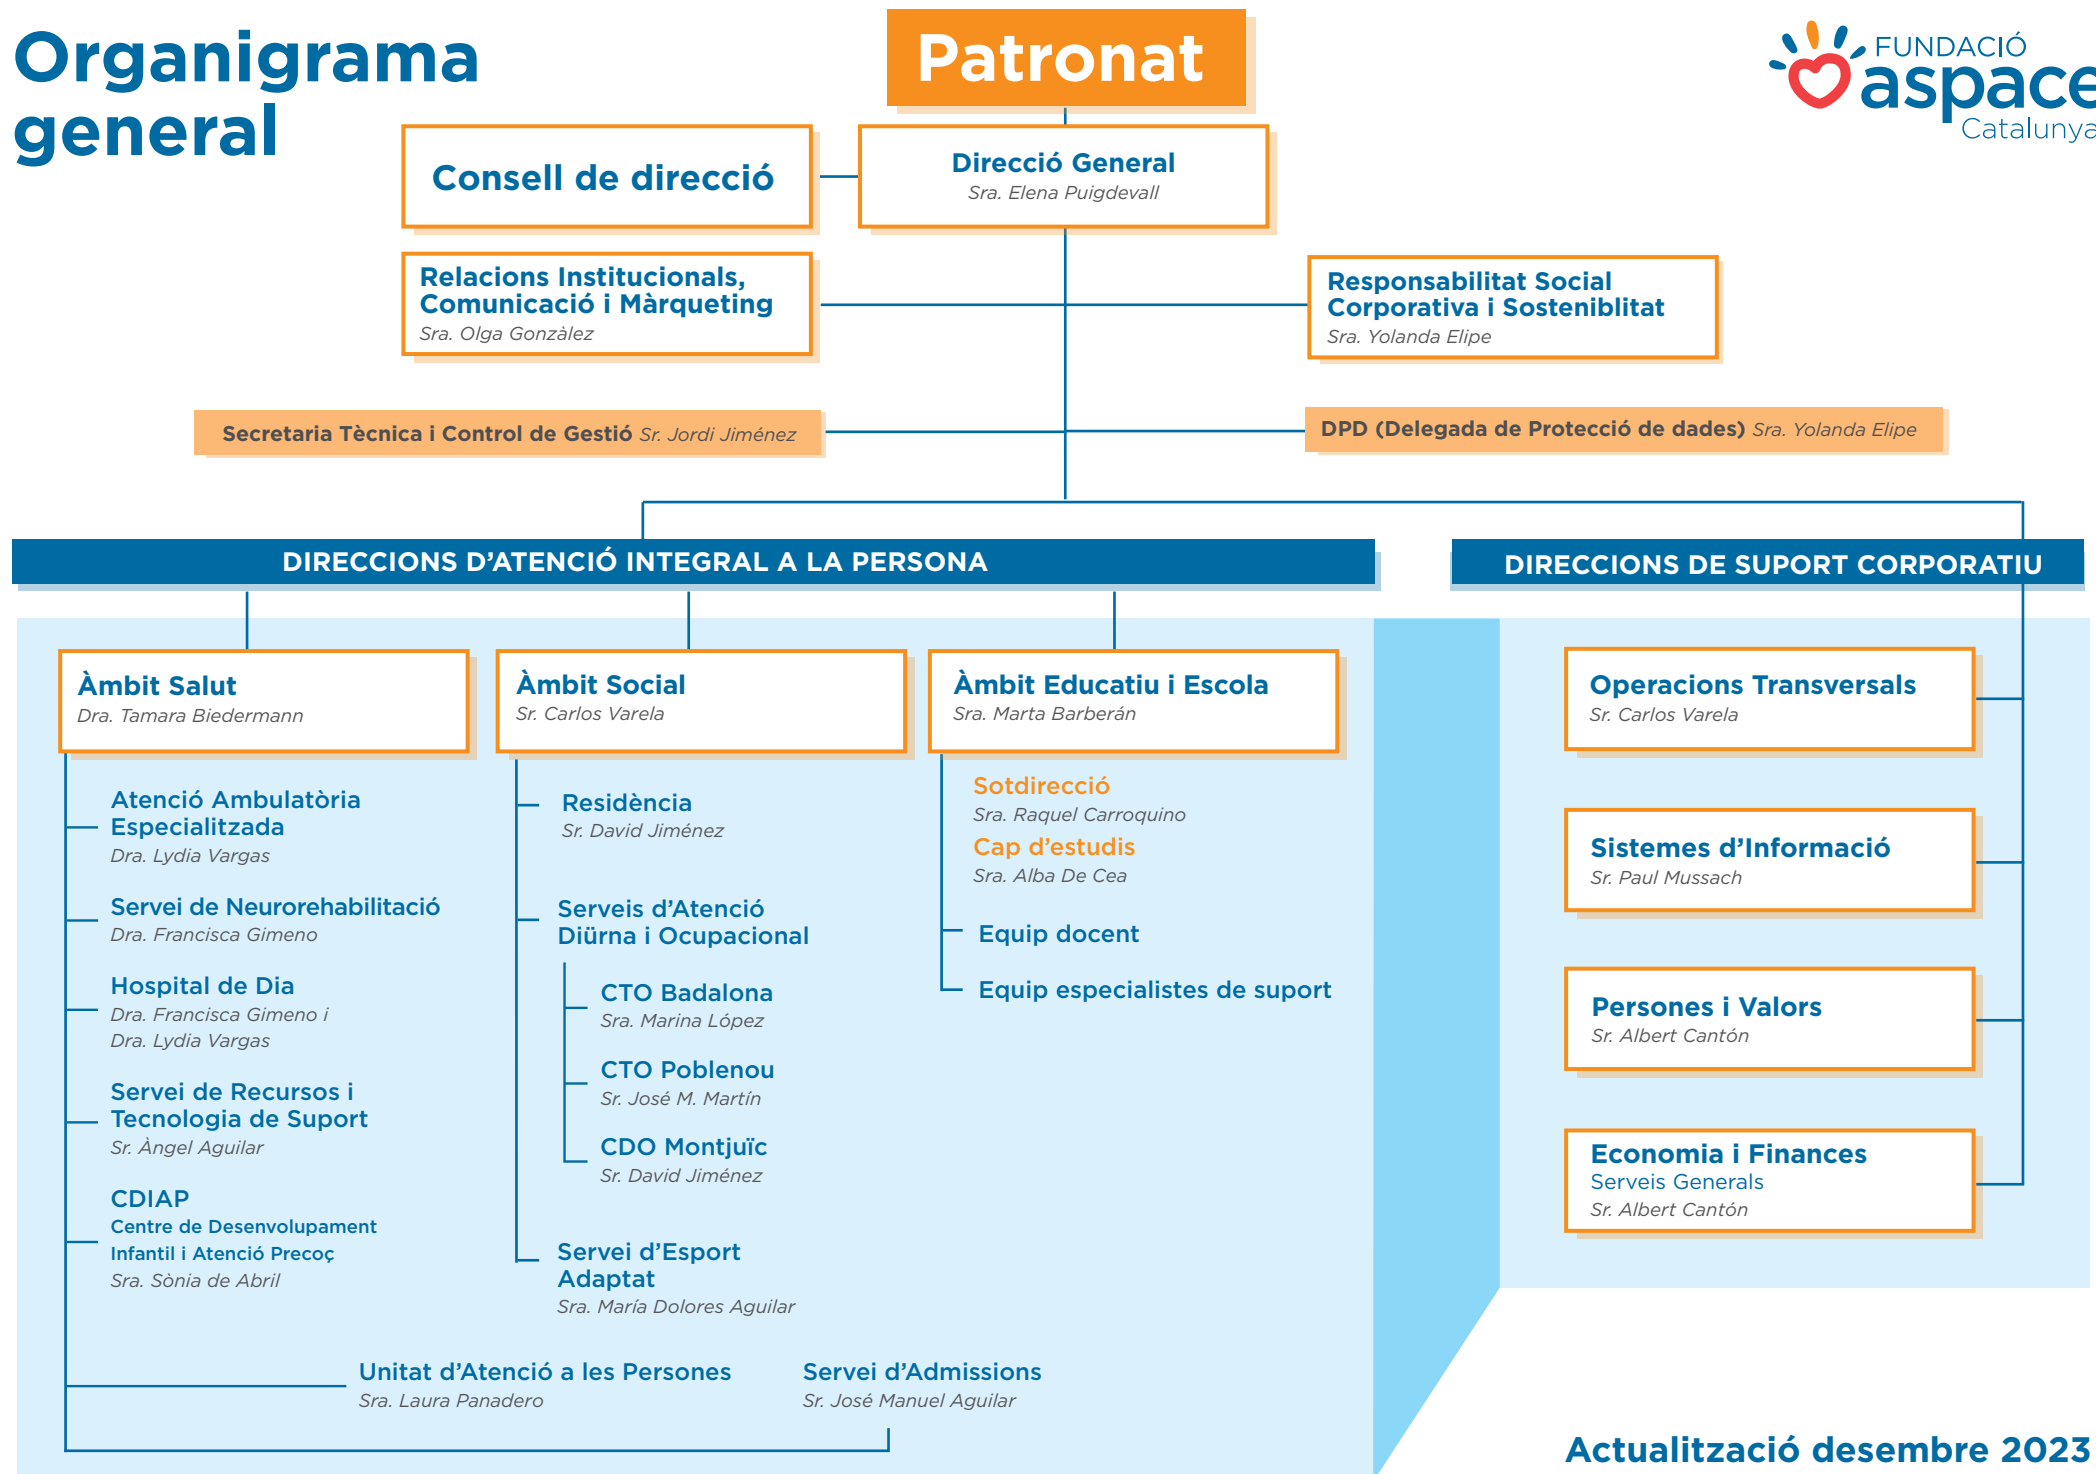 Organigrama
general
Patronat
FUNDACIÓ
aspace
Catalunya
Consell de direcció
Direcció General
Sra. Elena Puigdevall
Relacions Institucionals,
Comunicació i Màrqueting
Sra. Olga Gonzàlez
Responsabilitat Social
Corporativa i Sosteniblitat
Sra. Yolanda Elipe
Secretaria Tècnica i Control de Gestió Sr. Jordi Jiménez
DPD (Delegada de Protecció de dades) Sra. Yolanda Elipe
DIRECCIONS D'ATENCIÓ INTEGRAL A LA PERSONA
Àmbit Salut
Dra. Tamara Biedermann
Atenció Ambulatòria
Especialitzada
Dra. Lydia Vargas
Servei de Neurorehabilitació
Dra. Francisca Gimeno
Hospital de Dia
Dra. Francisca Gimeno i
Dra. Lydia Vargas
Servei de Recursos i
Tecnologia de Suport
Sr. Àngel Aguilar
CDIAP
Centre de Desenvolupament
Infantil i Atenció Precoç
Sra. Sònia de Abril
Àmbit Social
Sr. Carlos Varela
Residència
Sr. David Jiménez
Serveis d'Atenció
Diürna i Ocupacional
CTO Badalona
Sra. Marina López
CTO Poblenou
Sr. José M. Martín
CDO Montjuïc
Sr. David Jiménez
Servei d'Esport
Adaptat
Sra. María Dolores Aguilar
Àmbit Educatiu i Escola
Sra. Marta Barberán
Sotdirecció
Sra. Raquel Carroquino
Cap d'estudis
Sra. Alba De Cea
Equip docent
Equip especialistes de suport
Unitat d'Atenció a les Persones
Sra. Laura Panadero
Servei d'Admissions
Sr. José Manuel Aguilar
DIRECCIONS DE SUPORT CORPORATIU
Operacions Transversals
Sr. Carlos Varela
Sistemes d'Informació
Sr. Paul Mussach
Persones i Valors
Sr. Albert Cantón
Economia i Finances
Serveis Generals
Sr. Albert Cantón
Actualització desembre 2023